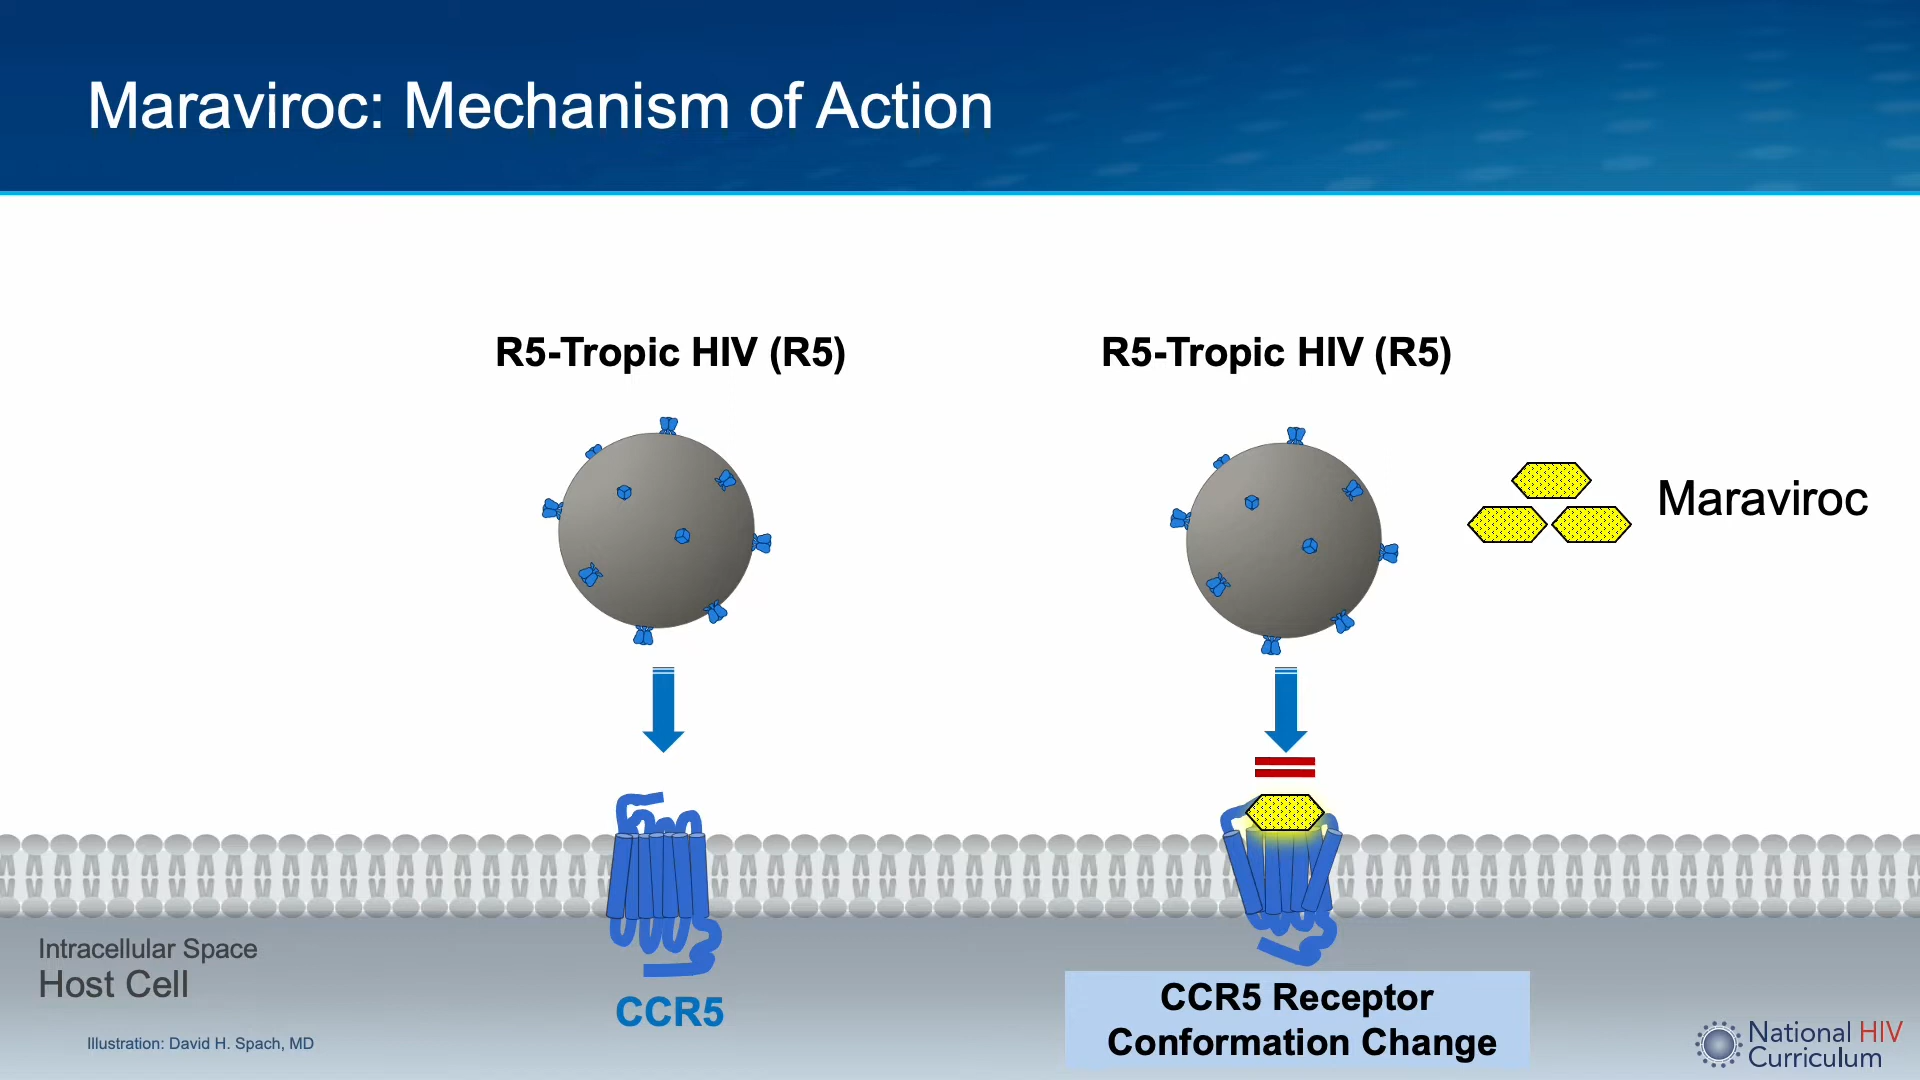 Maraviroc: Mechanism of Action
R5-Tropic HIV (R5)
R5-Tropic HIV (R5)
Maraviroc
Intracellular Space
Host Cell
CCR5
CCR5 Receptor
Conformation Change
Illustration: David H. Spach, MD
National HIV
Curriculum